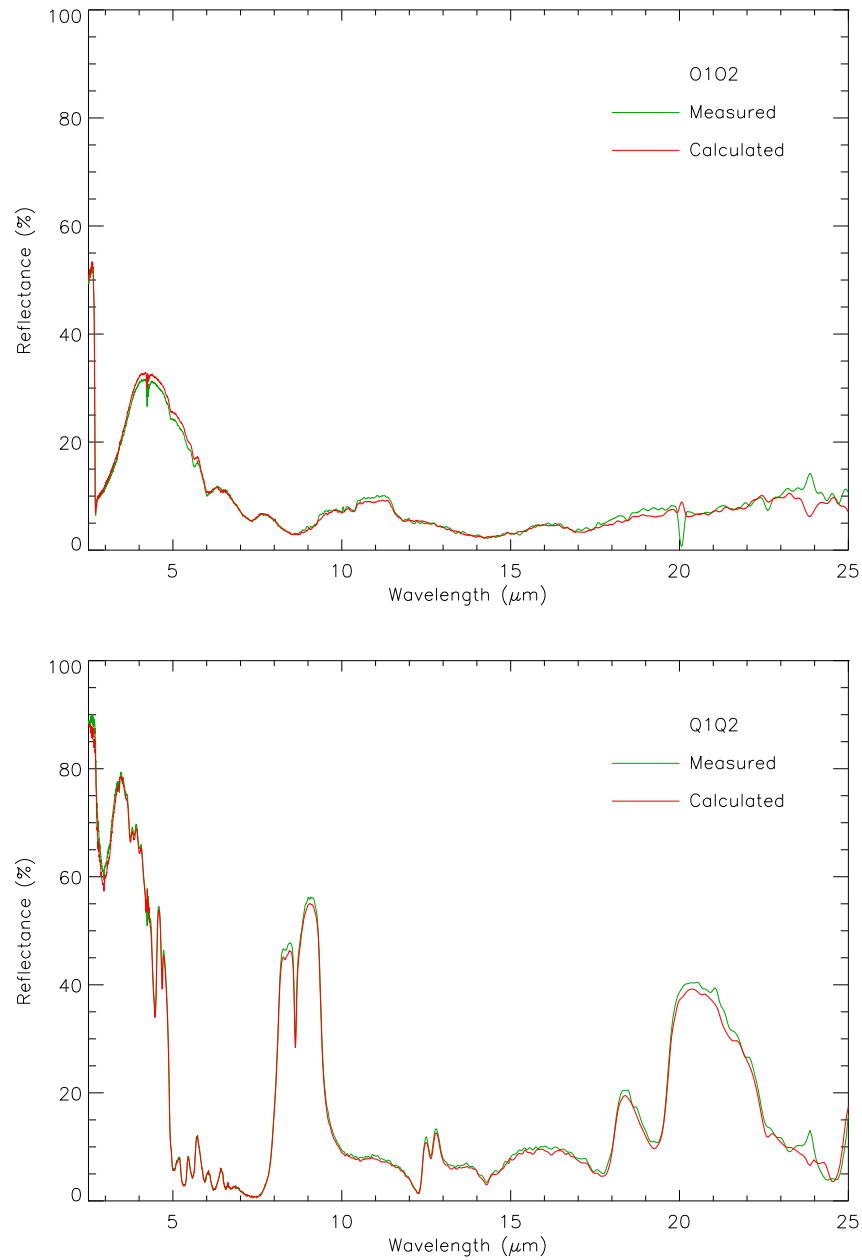 100
80
60
40
20
0
Reflectance (%)
O1O2
Measured
Calculated
5
10
15
20
25
Wavelength (μm)
100
80
60
40
20
0
Reflectance (%)
Q1Q2
Measured
Calculated
5
10
15
20
25
Wavelength (μm)